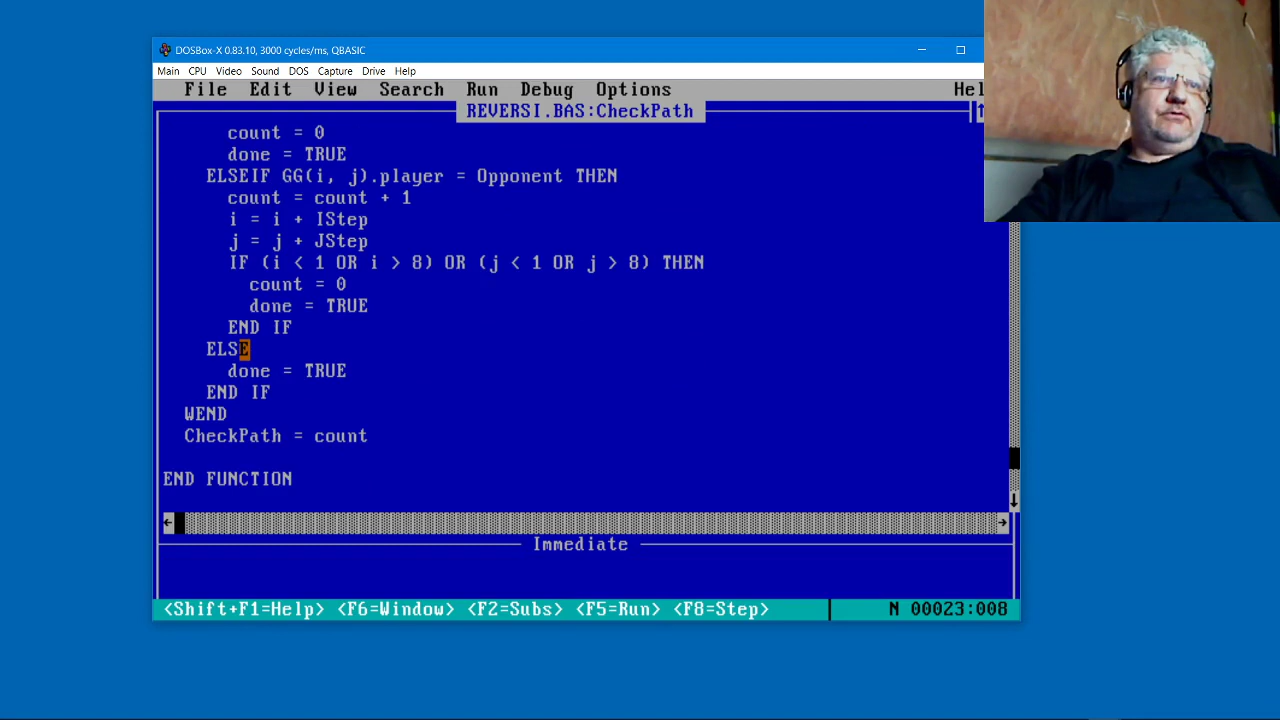 DOSBox-X 0.83.10, 3000 cycles/ms, QBASIC
Main CPU Video Sound DOS Capture Drive Help
File Edit View Search Run Debug Options Hel
REVERSI.BAS:CheckPath
count = 0
done = TRUE
ELSEIF GG(i, j).player = Opponent THEN
count = count + 1
i = i + IStep
j = j + JStep
IF (i < 1 OR i > 8) OR (j < 1 OR j > 8) THEN
count = 0
done = TRUE
END IF
ELSE
done = TRUE
END IF
WEND
CheckPath = count
END FUNCTION
Immediate
<Shift+F1=Help> <F6=Window> <F2=Subs> <F5=Run> <F8=Step> N 00023:008